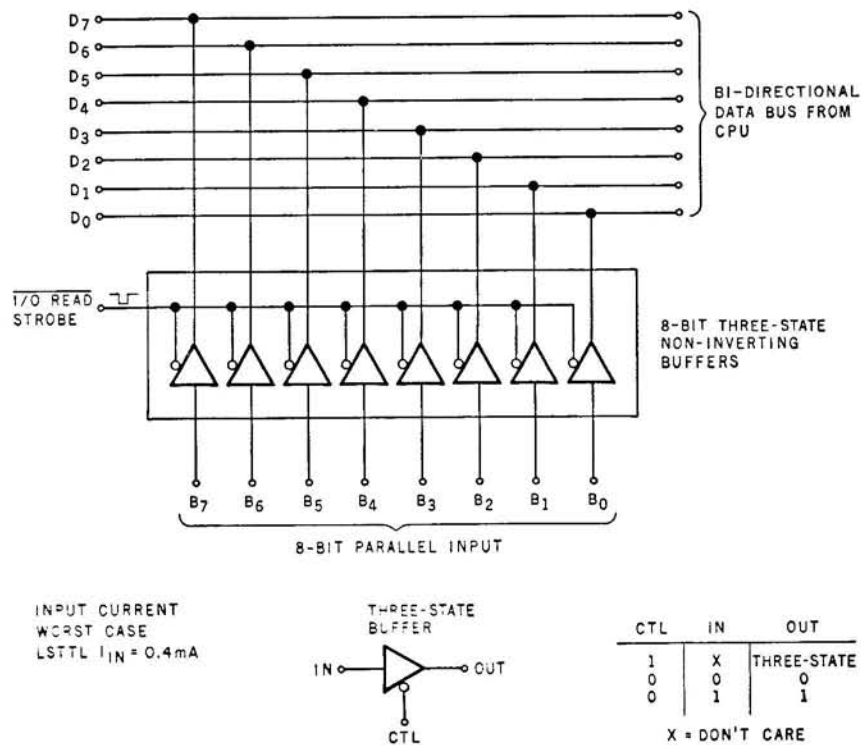 D7
D6
D5
D4
D3
D2
D1
D0
BI-DIRECTIONAL
DATA BUS FROM
CPU
I/O READ
STROBE
8-BIT THREE-STATE
NON-INVERTING
BUFFERS
B7 B6 B5 B4 B3 B2 B1 B0
8-BIT PARALLEL INPUT
INPUT CURRENT
WORST CASE
LSTTL IIN = 0.4mA
THREE-STATE
BUFFER
IN OUT
CTL
CTL IN OUT
1 X THREE-STATE
0 0 0
0 1 1
X = DON'T CARE